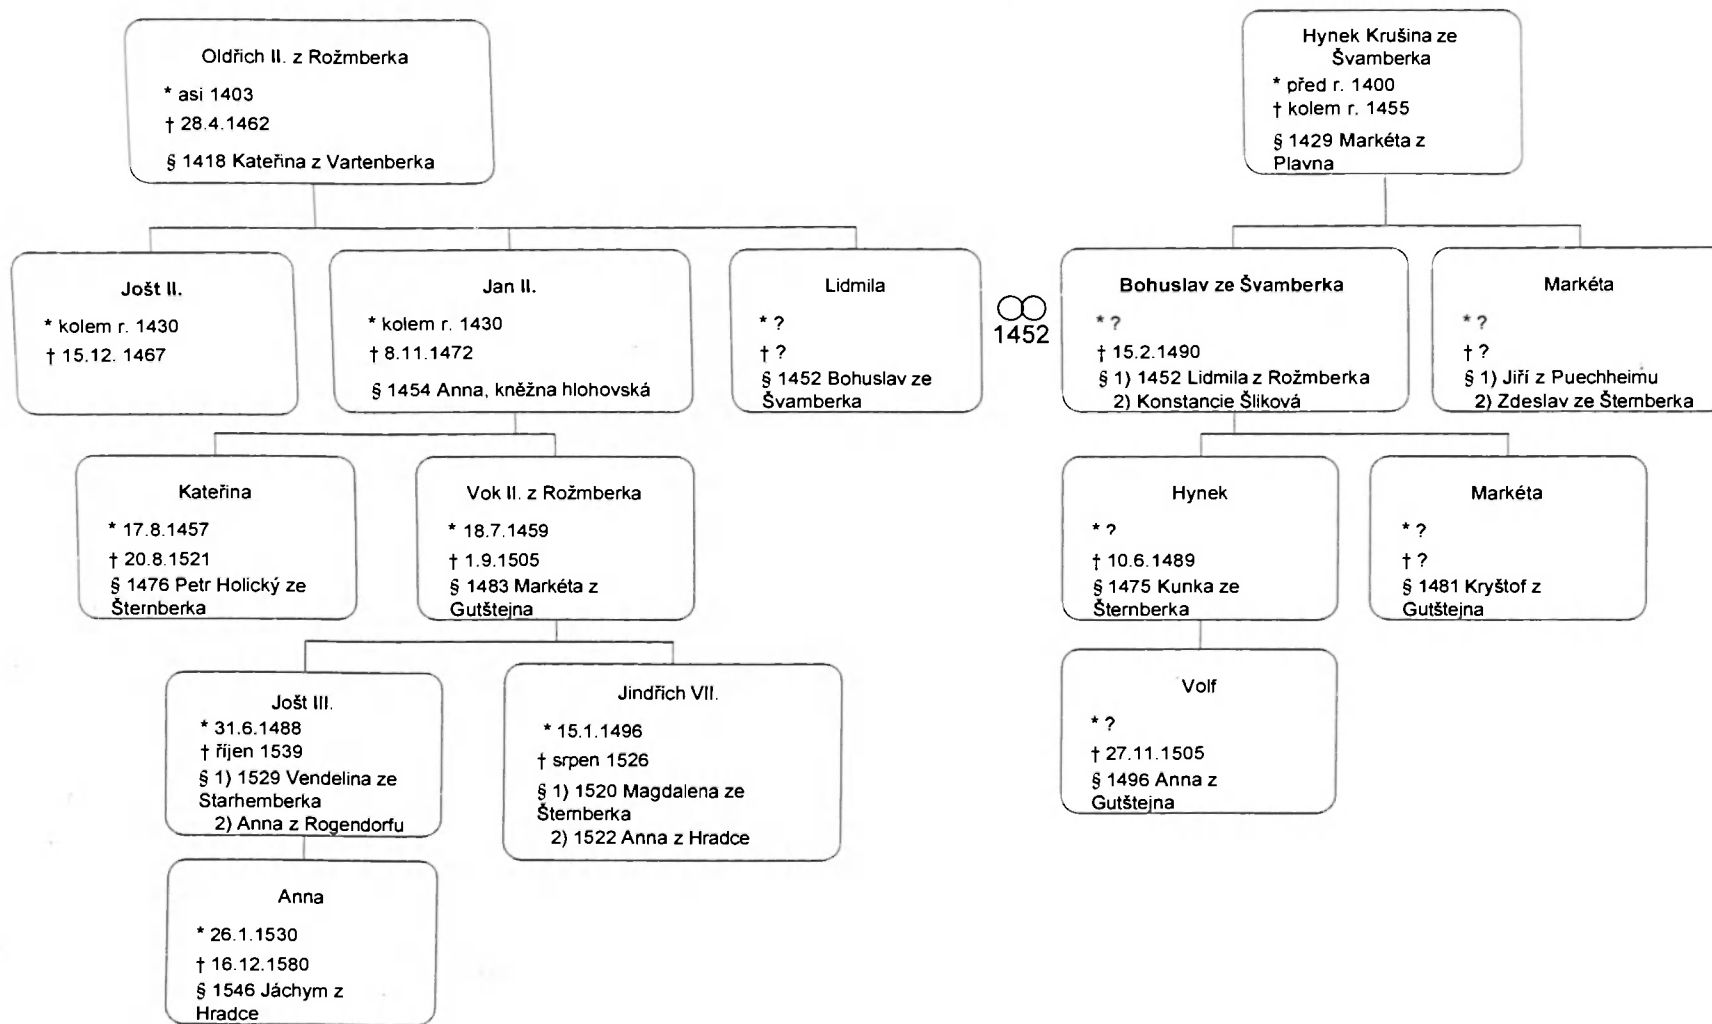 Oldřich II. z Rožmberka
* asi 1403
† 28.4.1462
§ 1418 Kateřina z Vartenberka
Hynek Krušina ze
Švamberka
* před r. 1400
† kolem r. 1455
§ 1429 Markéta z
Plavna
Jošt II.
* kolem r. 1430
† 15.12. 1467
Jan II.
* kolem r. 1430
† 8.11.1472
§ 1454 Anna, kněžna hlohovská
Lidmila
* ?
† ?
§ 1452 Bohuslav ze
Švamberka
1452
Bohuslav ze Švamberka
* ?
† 15.2.1490
§ 1) 1452 Lidmila z Rožmberka
2) Konstancie Šliková
Markéta
* ?
† ?
§ 1) Jiří z Puechheimu
2) Zdeslav ze Šternberka
Kateřina
* 17.8.1457
† 20.8.1521
§ 1476 Petr Holický ze
Šternberka
Vok II. z Rožmberka
* 18.7.1459
† 1.9.1505
§ 1483 Markéta z
Gutštejna
Hynek
* ?
† 10.6.1489
§ 1475 Kunka ze
Šternberka
Markéta
* ?
† ?
§ 1481 Kryštof z
Gutštejna
Jošt III.
* 31.6.1488
† říjen 1539
§ 1) 1529 Vendelina ze
Starhemberka
2) Anna z Rogendorfu
Jindřich VII.
* 15.1.1496
† srpen 1526
§ 1) 1520 Magdalena ze
Šternberka
2) 1522 Anna z Hradce
Volf
* ?
† 27.11.1505
§ 1496 Anna z
Gutštejna
Anna
* 26.1.1530
† 16.12.1580
§ 1546 Jáchym z
Hradce